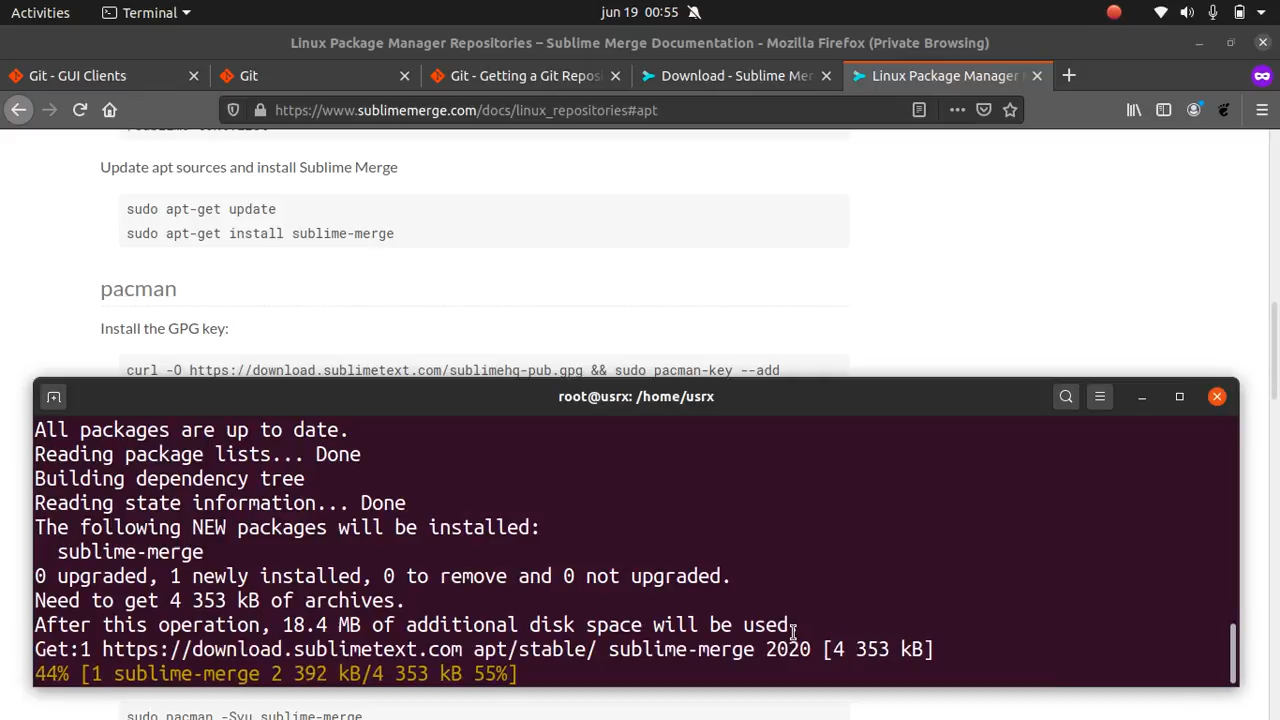 Activities
Terminal
jun 19 00:55
Linux Package Manager Repositories – Sublime Merge Documentation - Mozilla Firefox (Private Browsing)
Git - GUI Clients
Git
Git - Getting a Git Repos
Download - Sublime Mer
Linux Package Manager
https://www.sublimemerge.com/docs/linux_repositories#apt
Update apt sources and install Sublime Merge
sudo apt-get update
sudo apt-get install sublime-merge
pacman
Install the GPG key:
curl -O https://download.sublimetext.com/sublimehq-pub.gpg && sudo pacman-key --add
root@usrx: /home/usrx
All packages are up to date.
Reading package lists... Done
Building dependency tree
Reading state information... Done
The following NEW packages will be installed:
sublime-merge
0 upgraded, 1 newly installed, 0 to remove and 0 not upgraded.
Need to get 4 353 kB of archives.
After this operation, 18.4 MB of additional disk space will be used.
Get:1 https://download.sublimetext.com apt/stable/ sublime-merge 2020 [4 353 kB]
44% [1 sublime-merge 2 392 kB/4 353 kB 55%]
sudo pacman -Syu sublime-merge